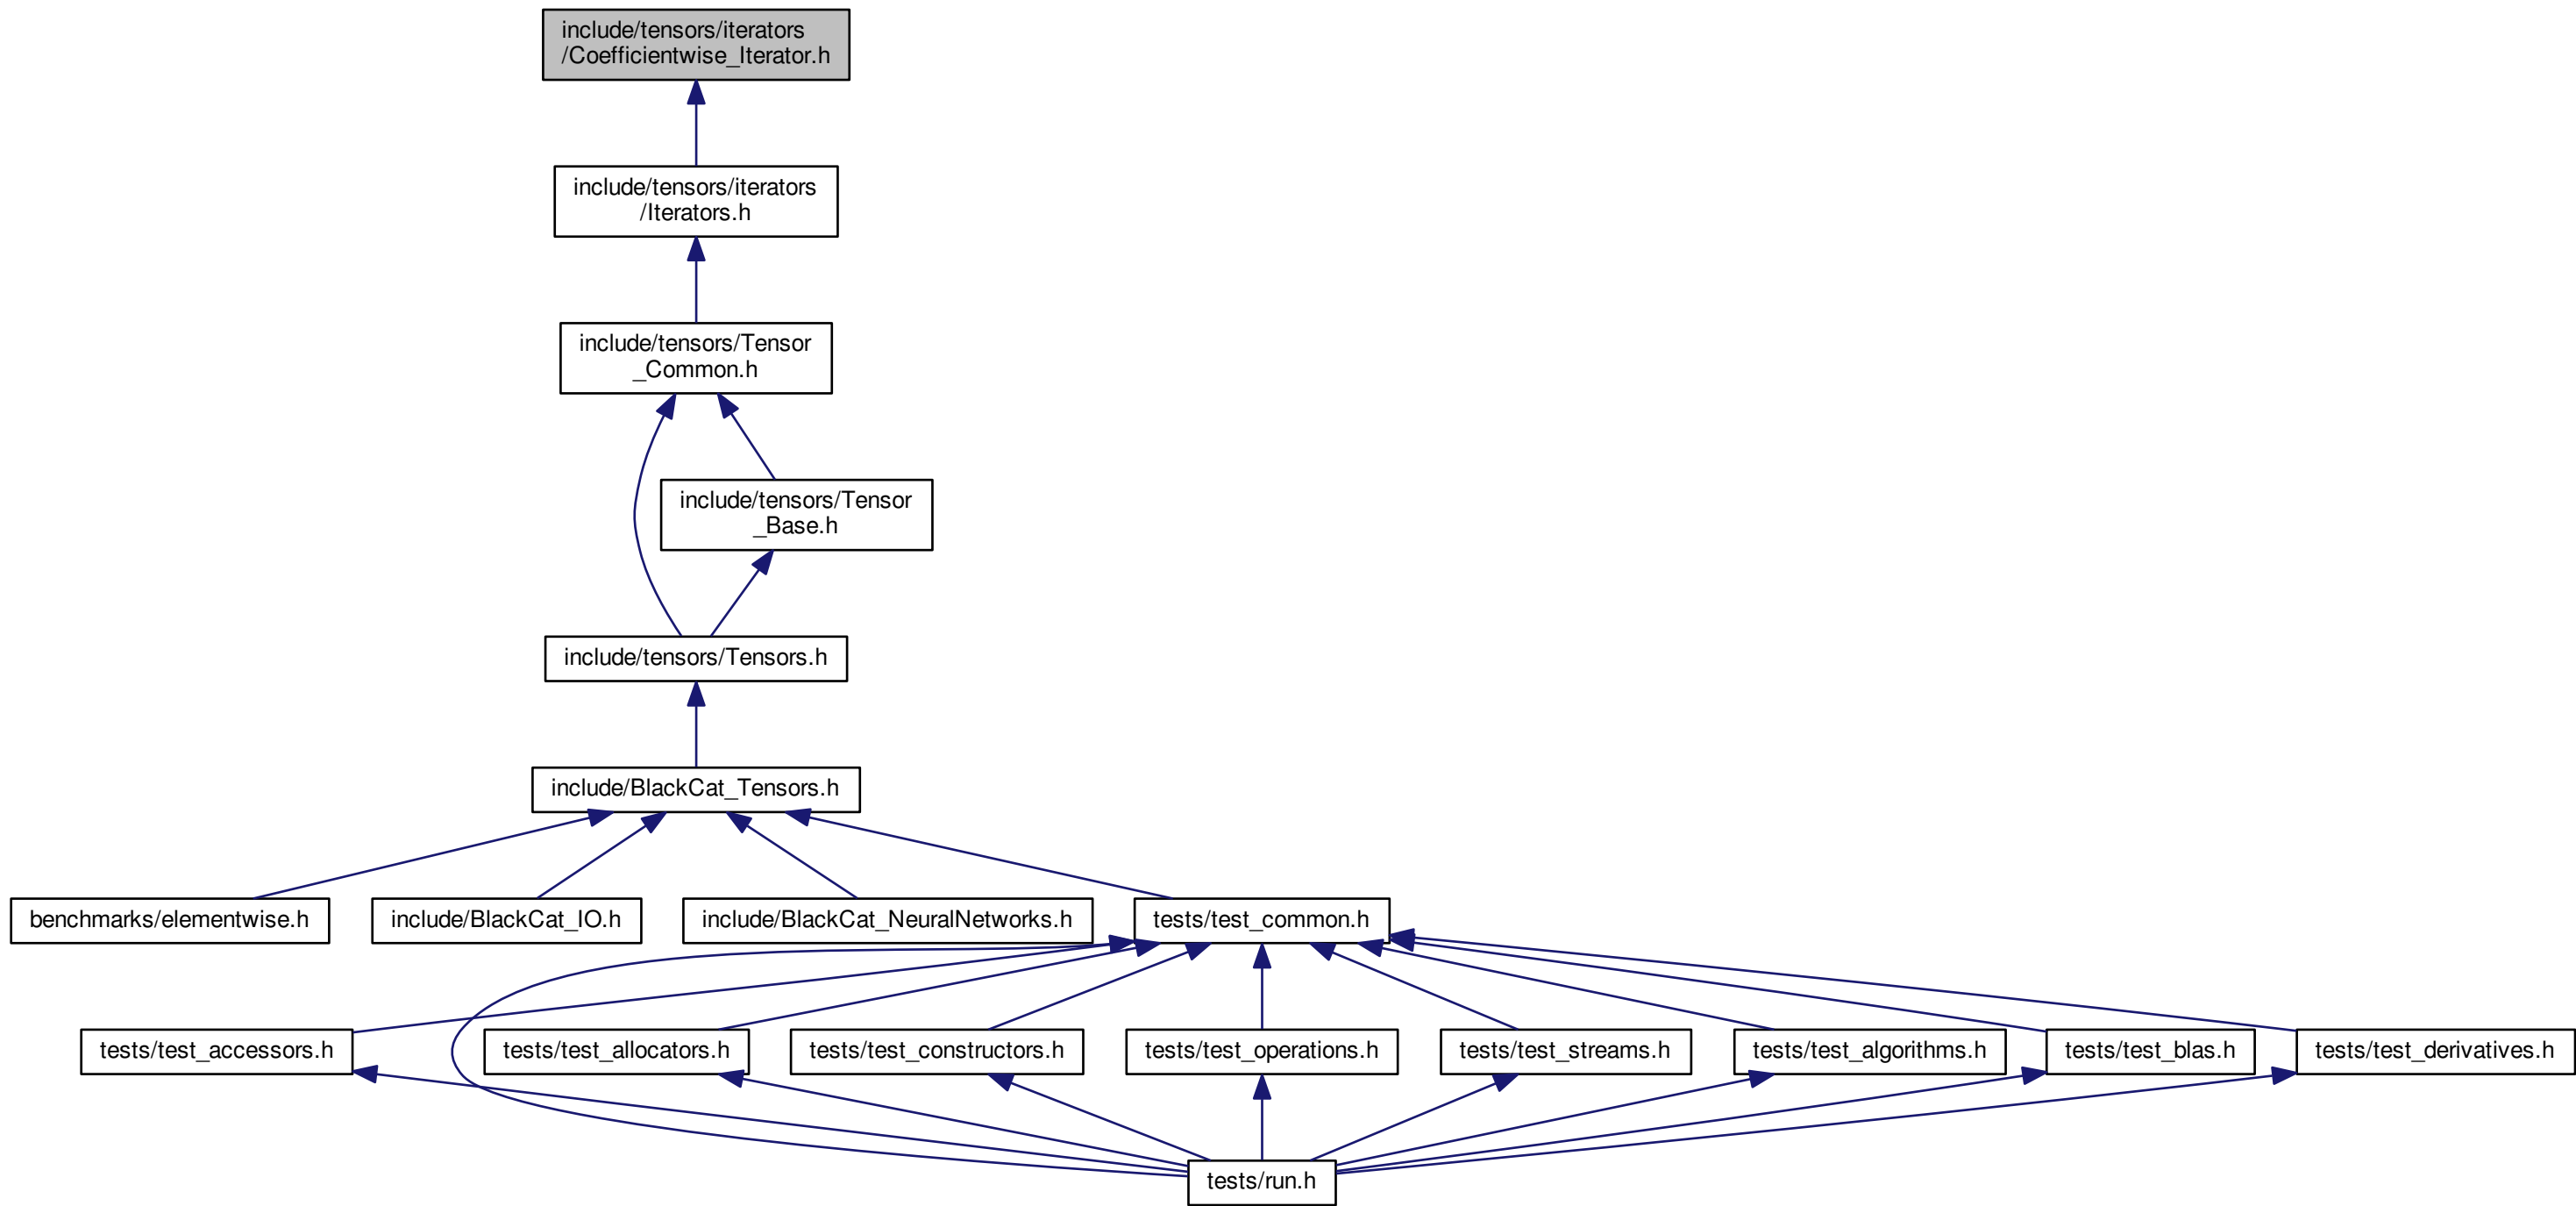 include/tensors/iterators
/Coefficientwise_Iterator.h
include/tensors/iterators
/Iterators.h
include/tensors/Tensor
_Common.h
include/tensors/Tensor
_Base.h
include/tensors/Tensors.h
include/BlackCat_Tensors.h
benchmarks/elementwise.h
include/BlackCat_IO.h
include/BlackCat_NeuralNetworks.h
tests/test_common.h
tests/test_accessors.h
tests/test_allocators.h
tests/test_constructors.h
tests/test_operations.h
tests/test_streams.h
tests/test_algorithms.h
tests/test_blas.h
tests/test_derivatives.h
tests/run.h